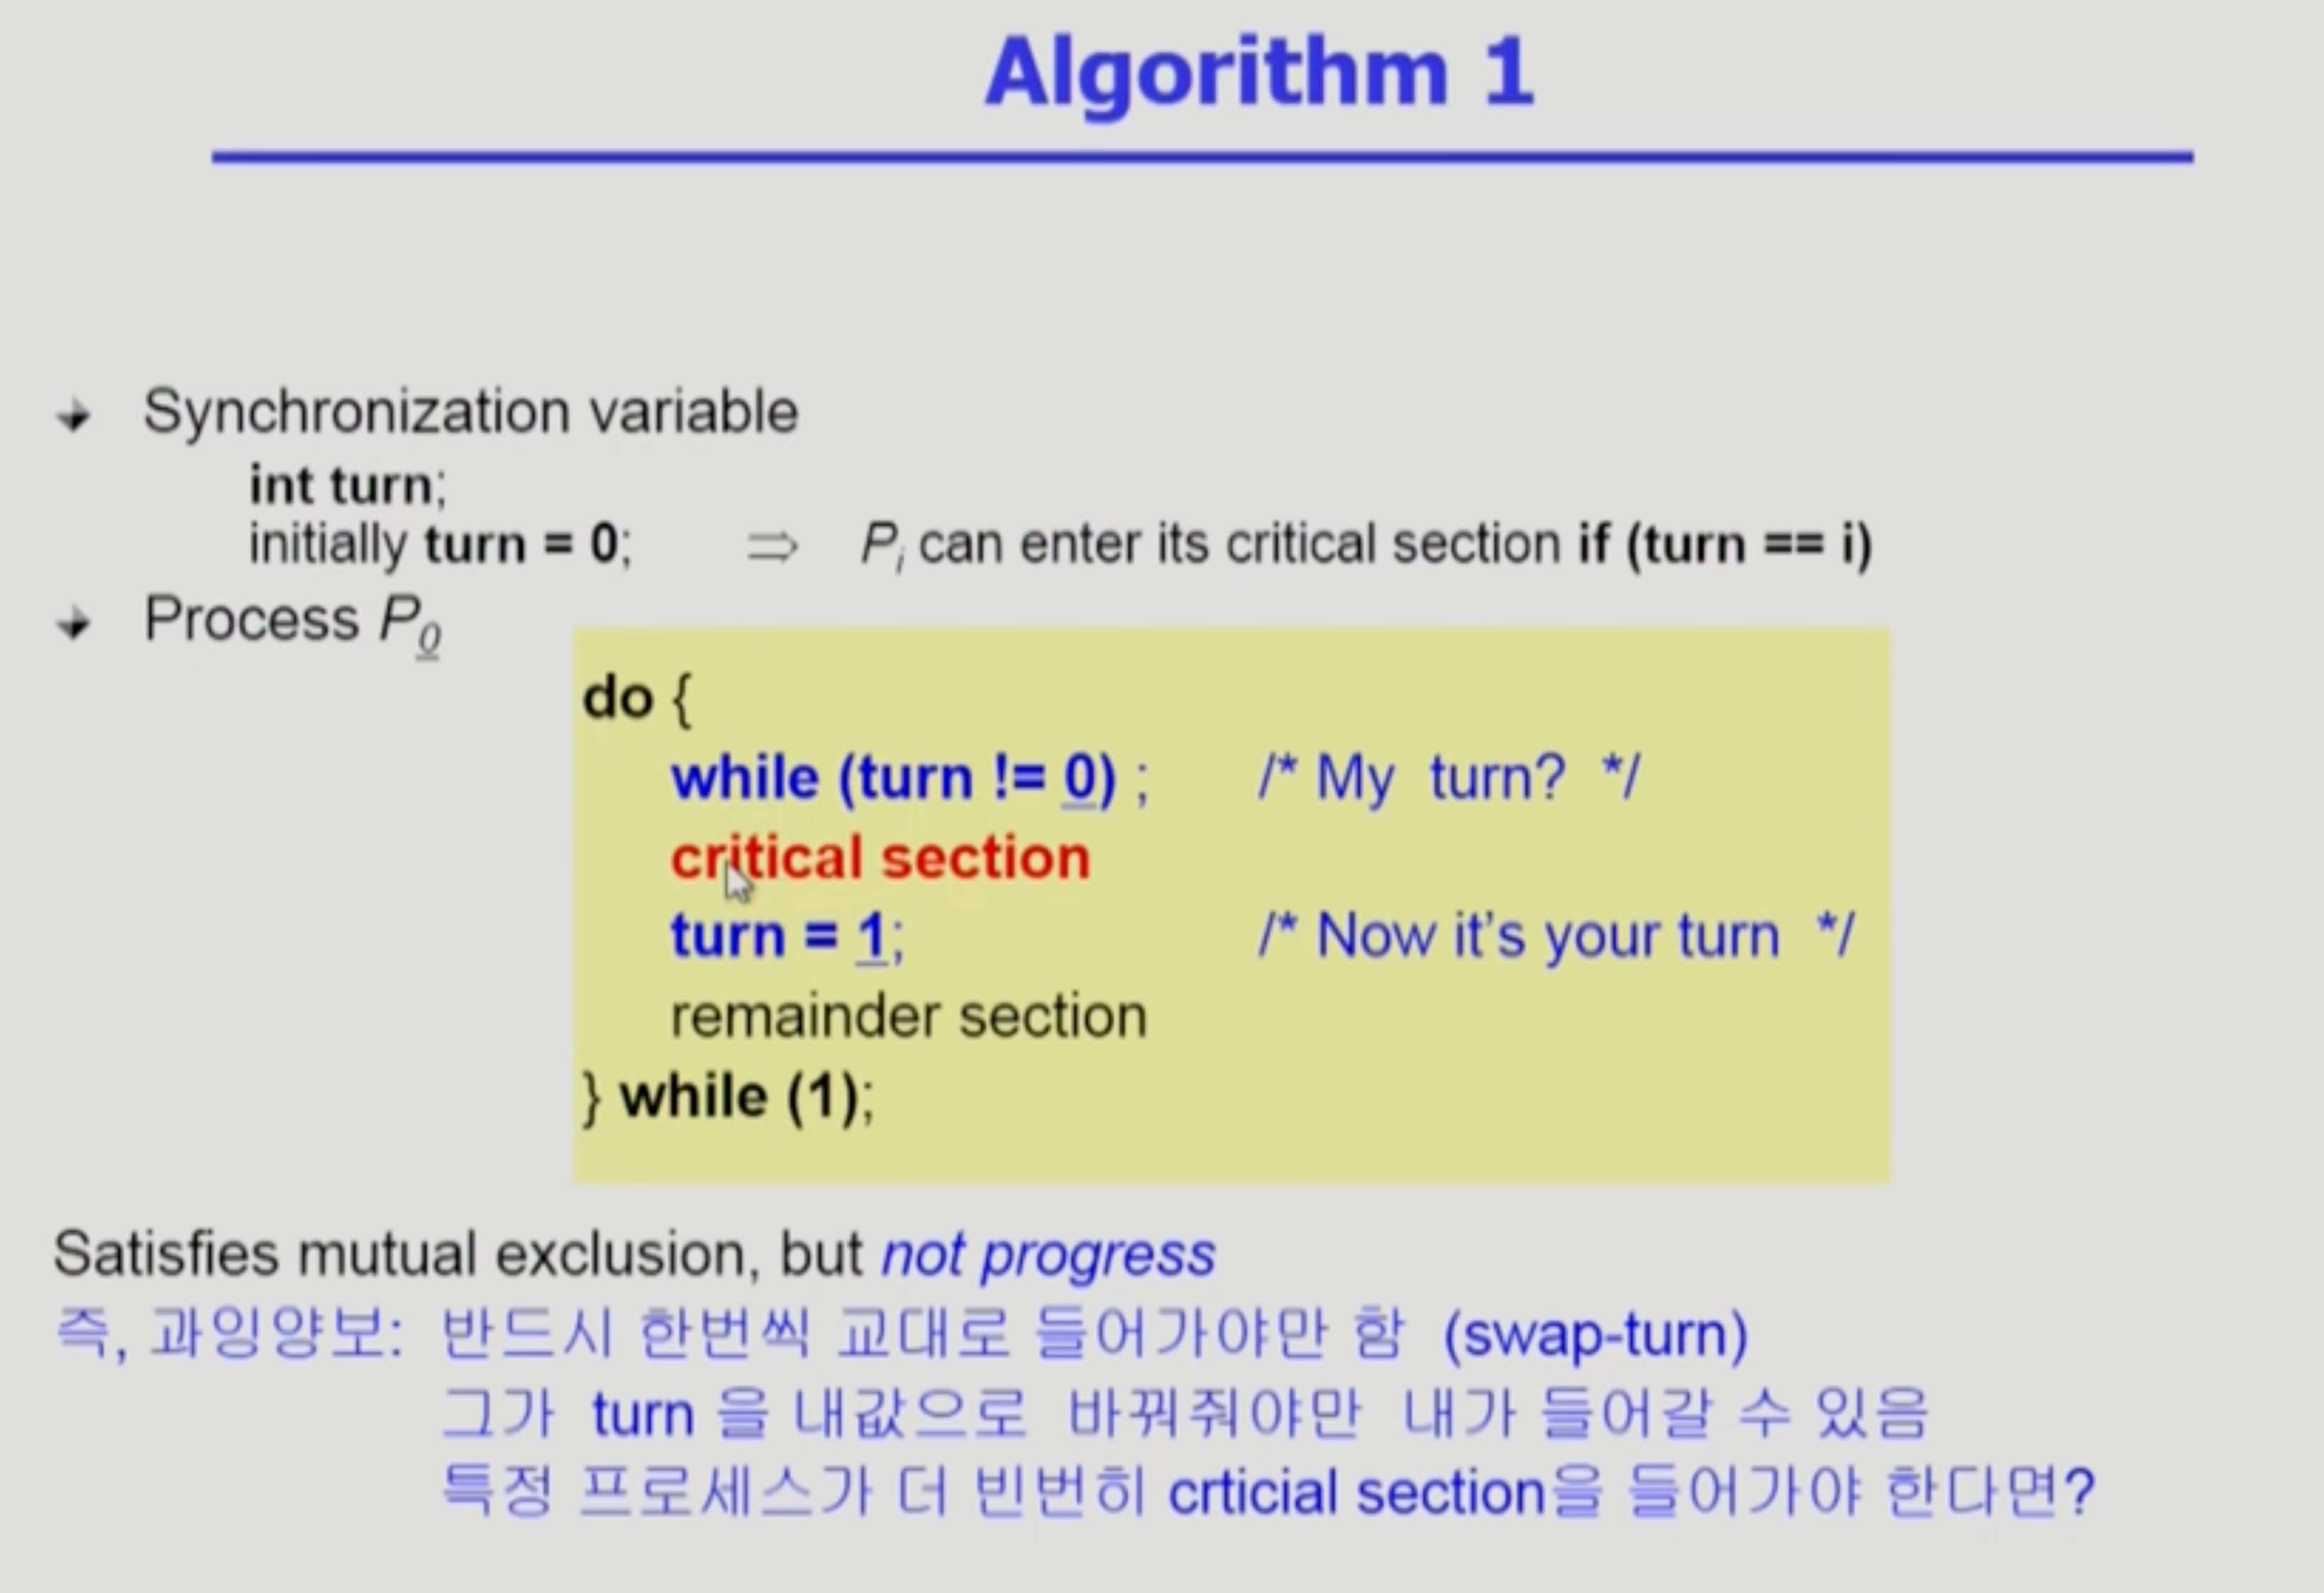 Algorithm 1
Synchronization variable
int turn;
initially turn = 0; ⇒ Pi can enter its critical section if (turn == i)
Process P0
do {
while (turn != 0) ; /* My turn? */
critical section
turn = 1; /* Now it's your turn */
remainder section
} while (1);
Satisfies mutual exclusion, but not progress
즉, 과잉양보: 반드시 한번씩 교대로 들어가야만 함 (swap-turn)
그가 turn 을 내값으로 바꿔줘야만 내가 들어갈 수 있음
특정 프로세스가 더 빈번히 crticial section을 들어가야 한다면?